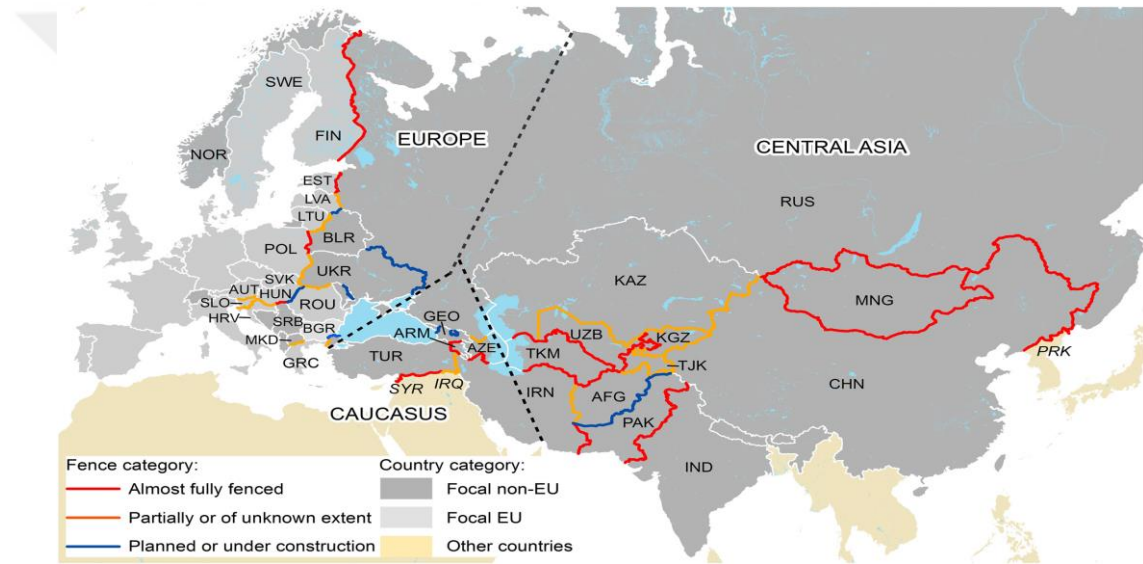 SWE
FIN
NOR
EUROPE
CENTRAL ASIA
RUS
EST
LVA
LTU
BLR
POL
UKR
KAZ
MNG
SVK
AUT
HUN
SLO
ROU
HRV
SRB
BGR
MKD
GRC
GEO
ARM
AZE
UZB
KGZ
TKM
TJK
PRK
CHN
TUR
SYR
IRQ
IRN
AFG
PAK
IND
CAUCASUS
Fence category:
Almost fully fenced
Partially or of unknown extent
Planned or under construction
Country category:
Focal non-EU
Focal EU
Other countries